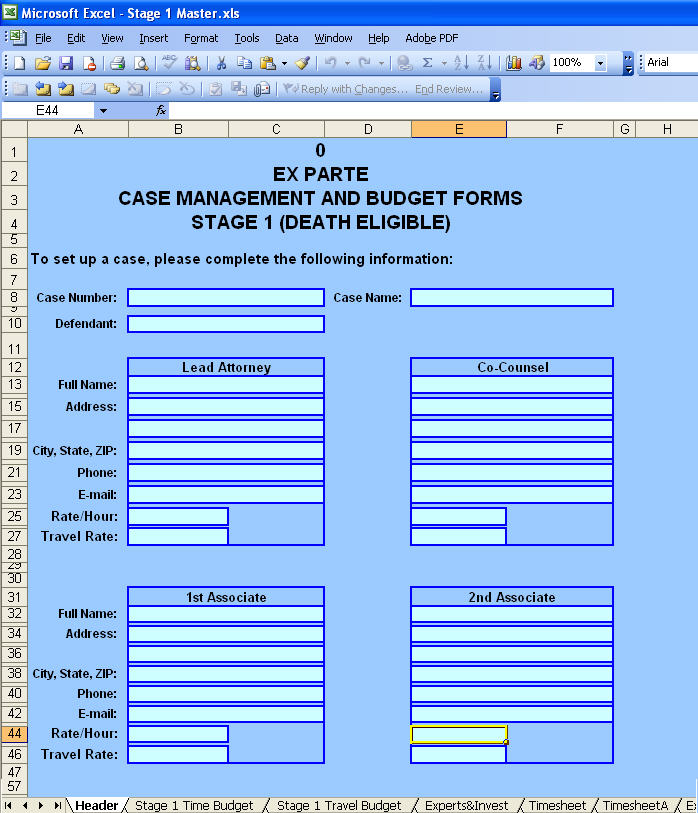 Microsoft Excel - Stage 1 Master.xls
File Edit View Insert Format Tools Data Window Help Adobe PDF
Σ 100% Arial
Reply with Changes... End Review...
E44 fx
A B C D E F G H
1 0
2 EX PARTE
3 CASE MANAGEMENT AND BUDGET FORMS
4 STAGE 1 (DEATH ELIGIBLE)
5
6 To set up a case, please complete the following information:
7
8 Case Number: Case Name:
9
10 Defendant:
11
12 Lead Attorney Co-Counsel
13 Full Name:
15 Address:
17
19 City, State, ZIP:
21 Phone:
23 E-mail:
25 Rate/Hour:
27 Travel Rate:
28
29
30
31 1st Associate 2nd Associate
32 Full Name:
34 Address:
36
38 City, State, ZIP:
40 Phone:
42 E-mail:
44 Rate/Hour:
46 Travel Rate:
47
57
Header / Stage 1 Time Budget / Stage 1 Travel Budget / Experts&Invest / Timesheet / TimesheetA / E